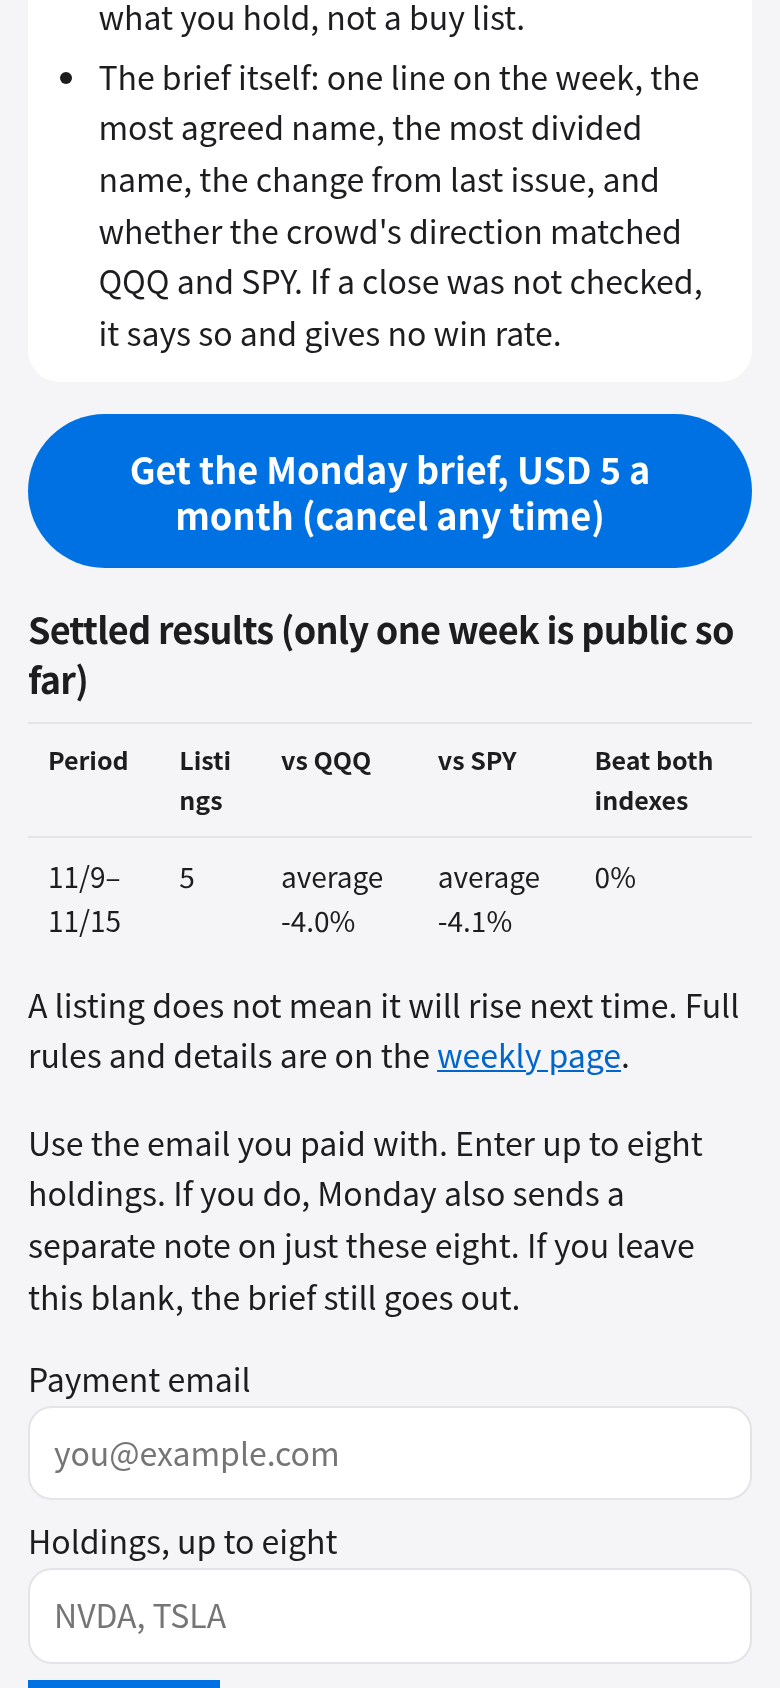 what you hold, not a buy list.
• The brief itself: one line on the week, the
most agreed name, the most divided
name, the change from last issue, and
whether the crowd's direction matched
QQQ and SPY. If a close was not checked,
it says so and gives no win rate.
Get the Monday brief, USD 5 a
month (cancel any time)
Settled results (only one week is public so
far)
Period Listi vs QQQ vs SPY Beat both
ngs indexes
11/9– 5 average average 0%
11/15 -4.0% -4.1%
A listing does not mean it will rise next time. Full
rules and details are on the weekly page.
Use the email you paid with. Enter up to eight
holdings. If you do, Monday also sends a
separate note on just these eight. If you leave
this blank, the brief still goes out.
Payment email
you@example.com
Holdings, up to eight
NVDA, TSLA